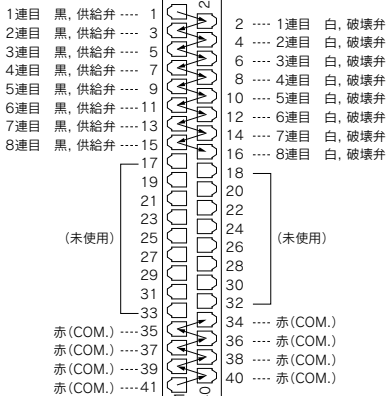 1連目 黒, 供給弁 ---- 1
2 ---- 1連目 白, 破壊弁
2連目 黒, 供給弁 ---- 3
4 ---- 2連目 白, 破壊弁
3連目 黒, 供給弁 ---- 5
6 ---- 3連目 白, 破壊弁
4連目 黒, 供給弁 ---- 7
8 ---- 4連目 白, 破壊弁
5連目 黒, 供給弁 ---- 9
10 ---- 5連目 白, 破壊弁
6連目 黒, 供給弁 ---- 11
12 ---- 6連目 白, 破壊弁
7連目 黒, 供給弁 ---- 13
14 ---- 7連目 白, 破壊弁
8連目 黒, 供給弁 ---- 15
16 ---- 8連目 白, 破壊弁
17
18
19
20
21
22
23
24
(未使用) 25
26 (未使用)
27
28
29
30
31
32
33
34 ---- 赤(COM.)
赤(COM.) ---- 35
36 ---- 赤(COM.)
赤(COM.) ---- 37
38 ---- 赤(COM.)
赤(COM.) ---- 39
40 ---- 赤(COM.)
赤(COM.) ---- 41
2